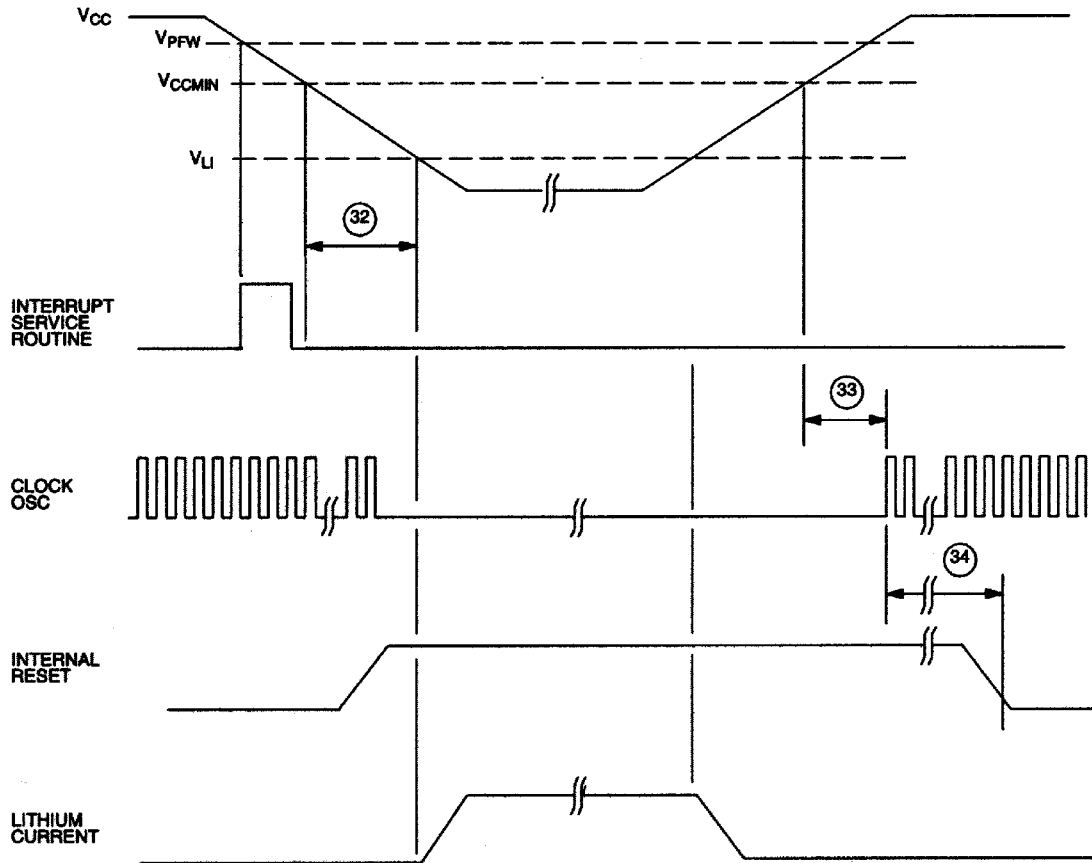 VCC
VPFW
VCCMIN
VLI
32
INTERRUPT
SERVICE
ROUTINE
33
CLOCK
OSC
34
INTERNAL
RESET
LITHIUM
CURRENT